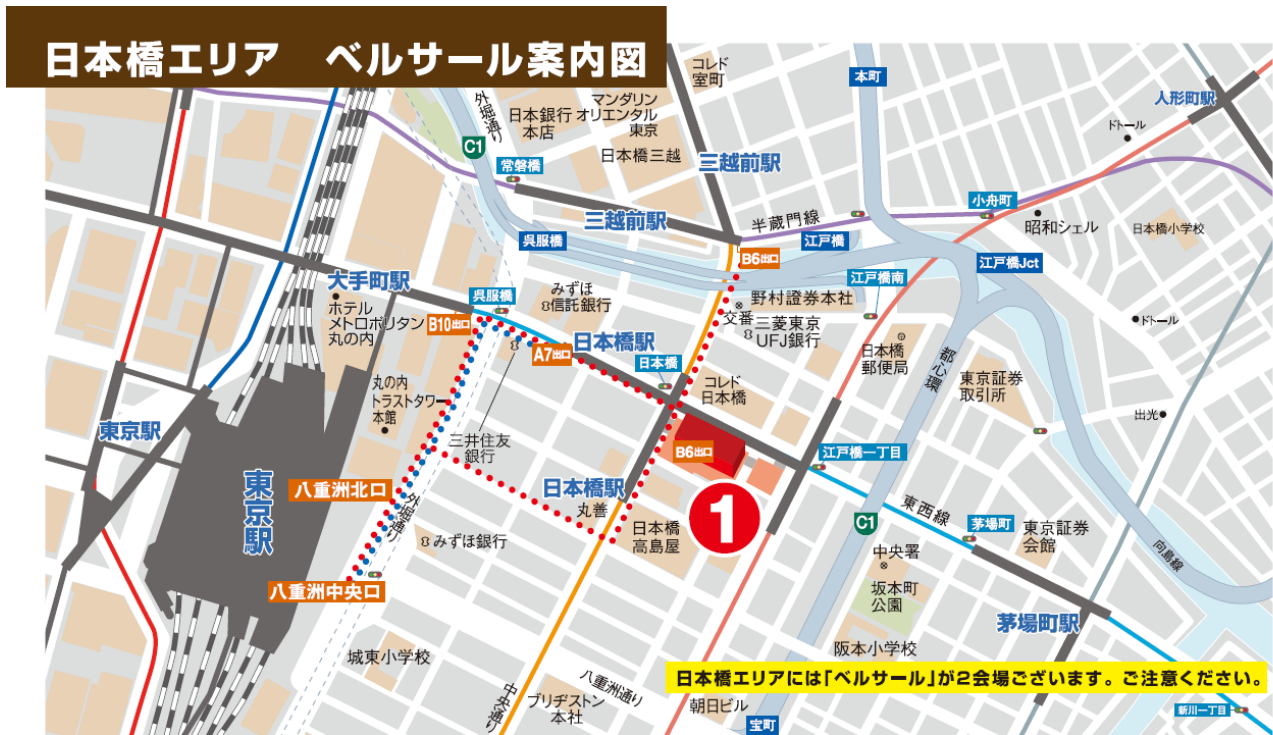 日本橋エリア　ベルサール案内図
コレド
室町
本町
人形町駅
外堀通り
日本銀行
本店
マンダリン
オリエンタル
東京
ドトール
C1
常磐橋
日本橋三越
三越前駅
三越前駅
半蔵門線
小舟町
昭和シェル
日本橋小学校
呉服橋
江戸橋
B6出口
江戸橋Jct
大手町駅
江戸橋南
ホテル
メトロポリタン
丸の内
呉服橋
みずほ
信託銀行
野村證券本社
交番
三菱東京
UFJ銀行
B10出口
日本橋駅
A7出口
日本橋
日本橋
郵便局
都心環
ドトール
丸の内
トラストタワー
本館
コレド
日本橋
東京証券
取引所
出光
東京駅
三井住友
銀行
B6出口
江戸橋一丁目
東京駅
八重洲北口
外堀通り
日本橋駅
丸善
1
東西線
C1
茅場町
みずほ銀行
日本橋
高島屋
東京証券
会館
中央署
向島線
八重洲中央口
坂本町
公園
茅場町駅
城東小学校
阪本小学校
日本橋エリアには「ベルサール」が2会場ございます。ご注意ください。
中央通り
ブリヂストン
本社
八重洲通り
朝日ビル
宝町
新川一丁目